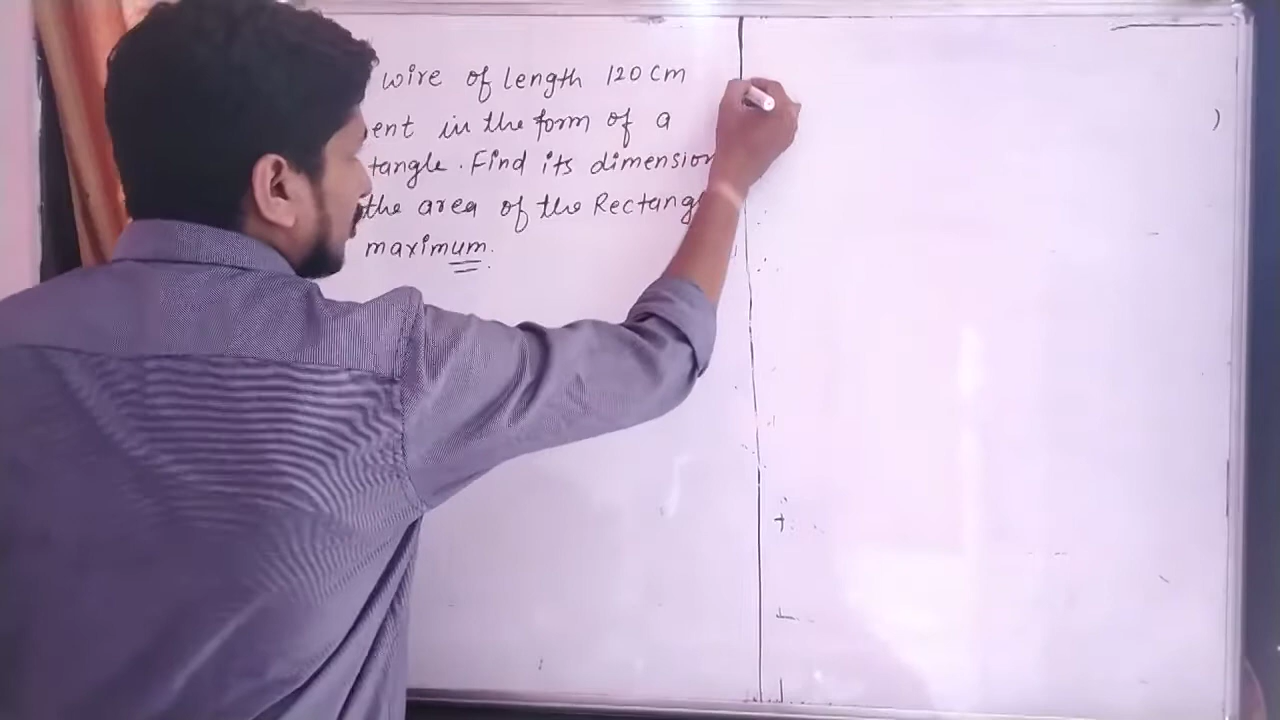 wire of length 120 cm
ent in the form of a
tangle. Find its dimension
the area of the Rectang
maximum.